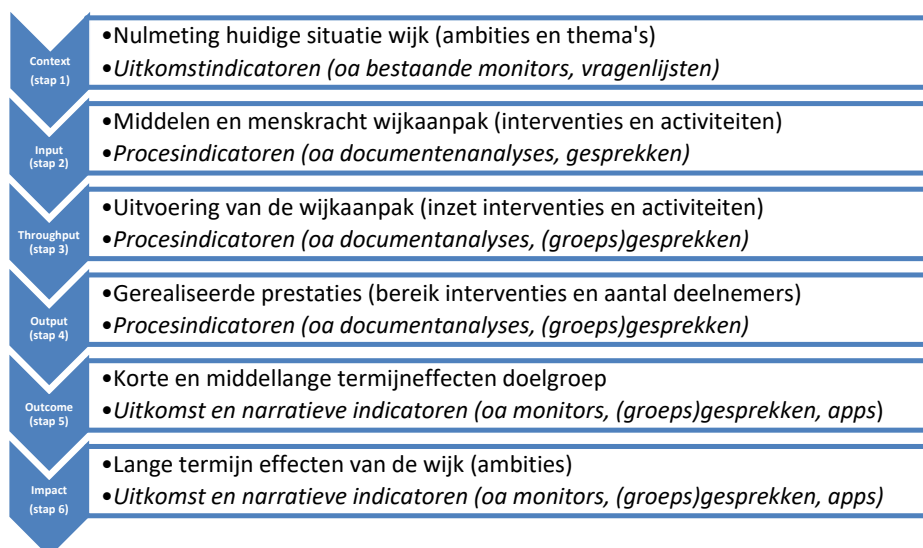 Context
(stap 1)
•Nulmeting huidige situatie wijk (ambities en thema's)
•Uitkomstindicatoren (oa bestaande monitors, vragenlijsten)
Input
(stap 2)
•Middelen en menskracht wijkaanpak (interventies en activiteiten)
•Procesindicatoren (oa documentenanalyses, gesprekken)
Throughput
(stap 3)
•Uitvoering van de wijkaanpak (inzet interventies en activiteiten)
•Procesindicatoren (oa documentanalyses, (groeps)gesprekken)
Output
(stap 4)
•Gerealiseerde prestaties (bereik interventies en aantal deelnemers)
•Procesindicatoren (oa documentanalyses, (groeps)gesprekken)
Outcome
(stap 5)
•Korte en middellange termijneffecten doelgroep
•Uitkomst en narratieve indicatoren (oa monitors, (groeps)gesprekken, apps)
Impact
(stap 6)
•Lange termijn effecten van de wijk (ambities)
•Uitkomst en narratieve indicatoren (oa monitors, (groeps)gesprekken, apps)